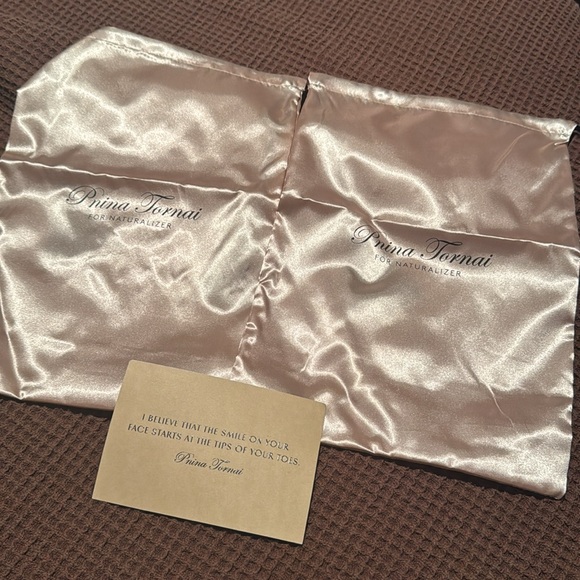 Pnina Tornai
FOR NATURALIZER
Pnina Tornai
FOR NATURALIZER
I BELIEVE THAT THE SMILE ON YOUR
FACE STARTS AT THE TIPS OF YOUR TOES.
Pnina Tornai